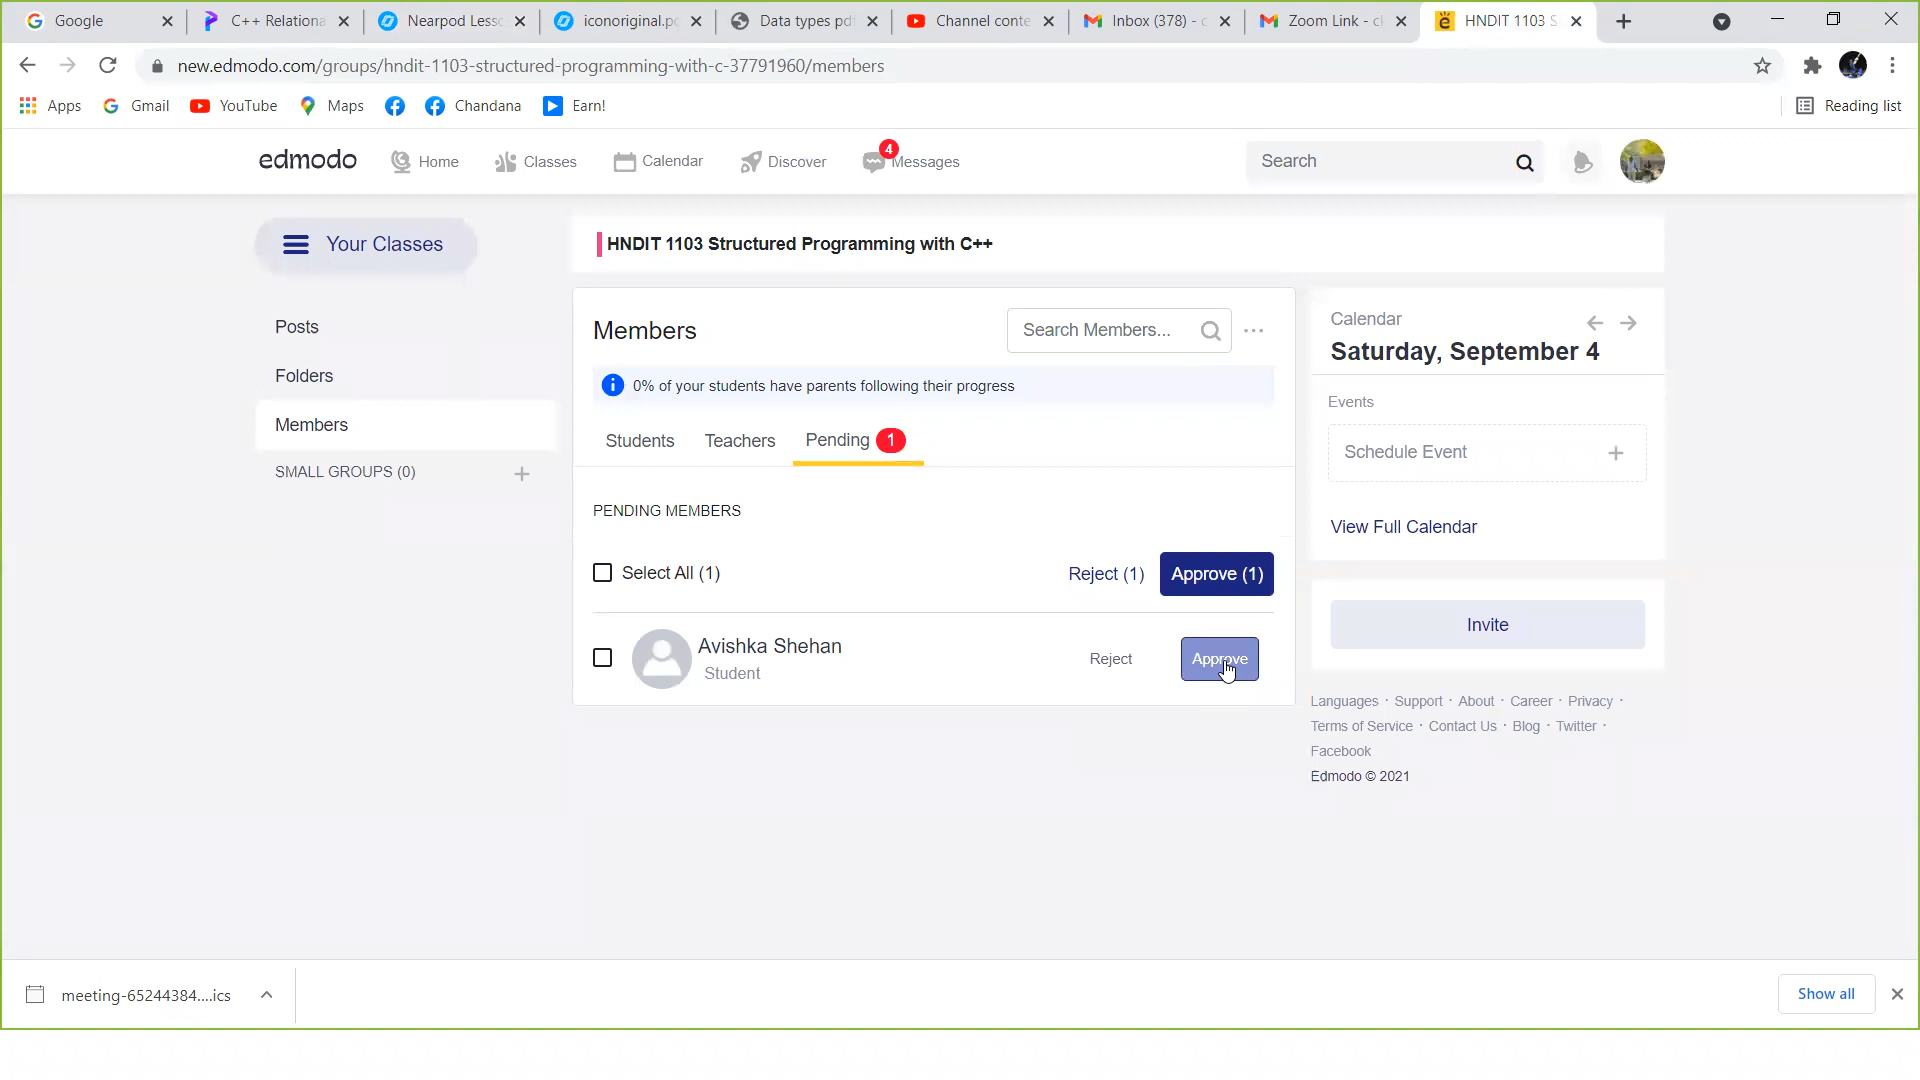 Google
C++ Relationa
Nearpod Less
iconoriginal.p
Data types pd
Channel conte
Inbox (378) - c
Zoom Link - c
HNDIT 1103 S
new.edmodo.com/groups/hndit-1103-structured-programming-with-c-37791960/members
Apps
Gmail
YouTube
Maps
Chandana
Earn!
Reading list
edmodo
Home
Classes
Calendar
Discover
4
Messages
Search
Your Classes
HNDIT 1103 Structured Programming with C++
Posts
Folders
Members
SMALL GROUPS (0)
Members
Search Members...
0% of your students have parents following their progress
Students
Teachers
Pending 1
PENDING MEMBERS
Select All (1)
Reject (1)
Approve (1)
Avishka Shehan
Student
Reject
Approve
Calendar
Saturday, September 4
Events
Schedule Event
View Full Calendar
Invite
Languages · Support · About · Career · Privacy ·
Terms of Service · Contact Us · Blog · Twitter ·
Facebook
Edmodo © 2021
meeting-65244384....ics
Show all